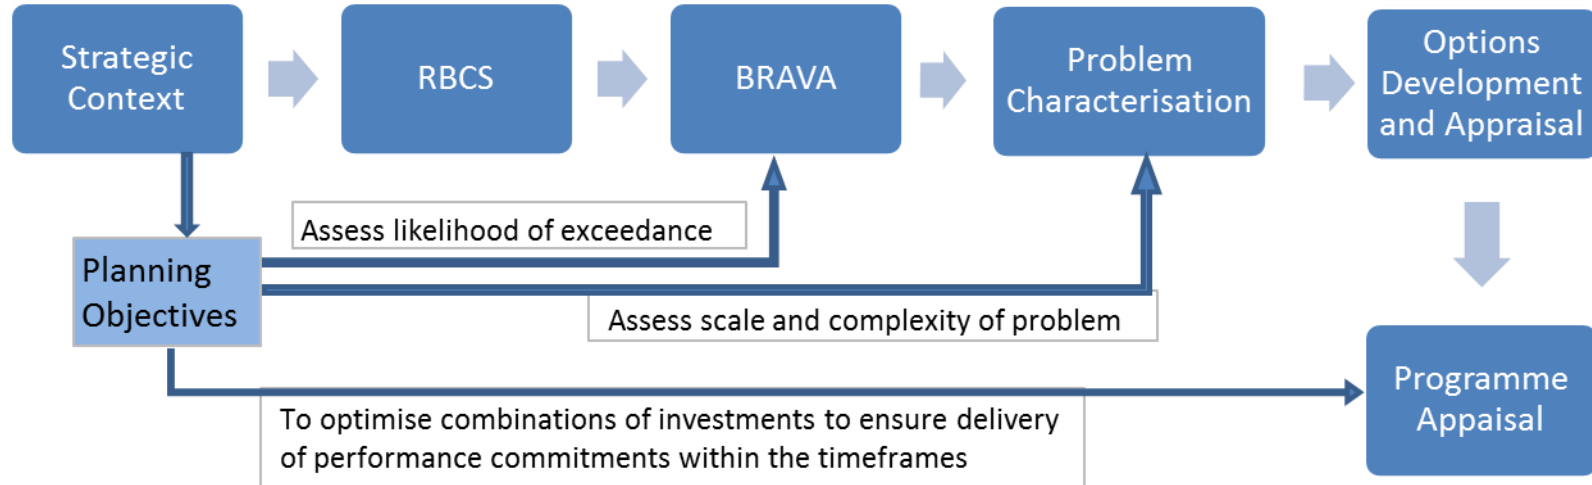 Strategic
Context
RBCS
BRAVA
Problem
Characterisation
Options
Development
and Appraisal
Assess likelihood of exceedance
Planning
Objectives
Assess scale and complexity of problem
To optimise combinations of investments to ensure delivery
of performance commitments within the timeframes
Programme
Appaisal